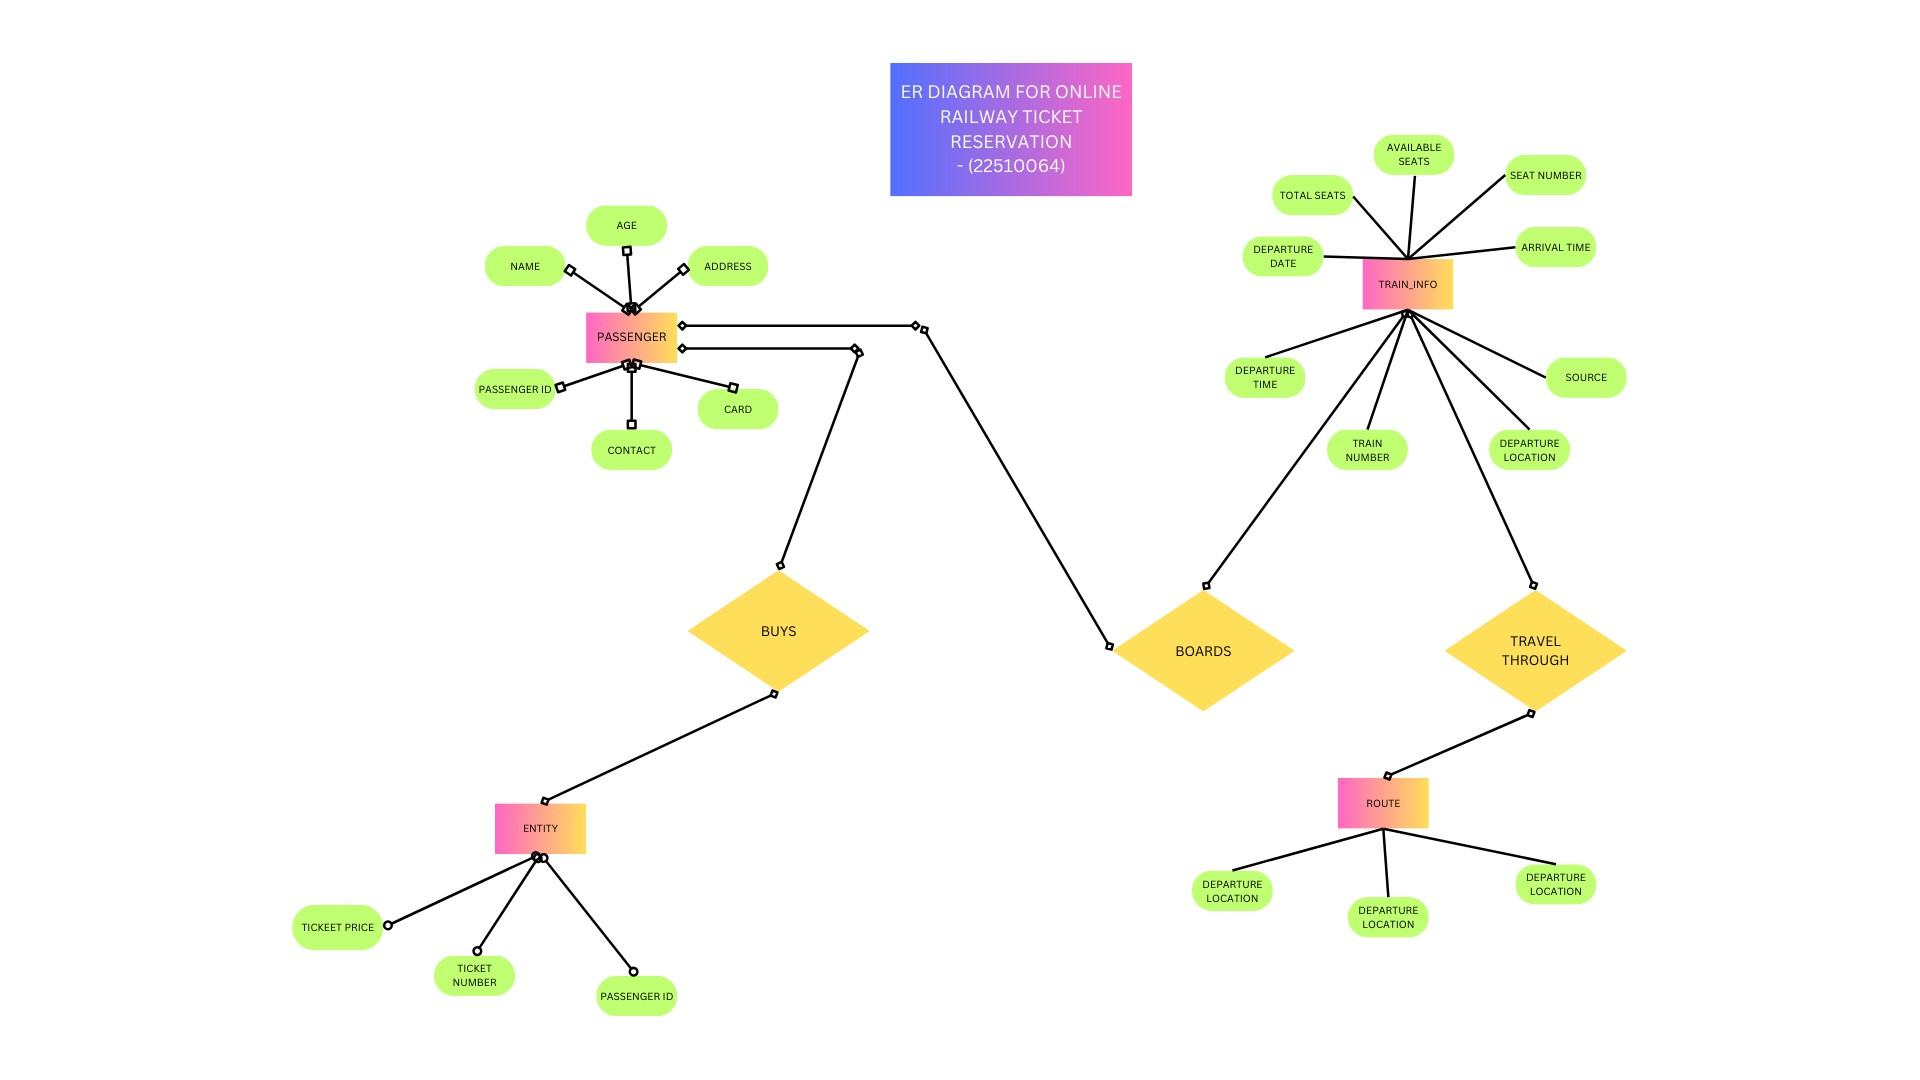 ER DIAGRAM FOR ONLINE
RAILWAY TICKET
RESERVATION
- (22510064)
AGE
NAME
ADDRESS
PASSENGER
PASSENGER ID
CARD
CONTACT
AVAILABLE
SEATS
SEAT NUMBER
TOTAL SEATS
ARRIVAL TIME
DEPARTURE
DATE
TRAIN_INFO
DEPARTURE
TIME
SOURCE
TRAIN
NUMBER
DEPARTURE
LOCATION
BUYS
BOARDS
TRAVEL
THROUGH
ENTITY
TICKEET PRICE
TICKET
NUMBER
PASSENGER ID
ROUTE
DEPARTURE
LOCATION
DEPARTURE
LOCATION
DEPARTURE
LOCATION